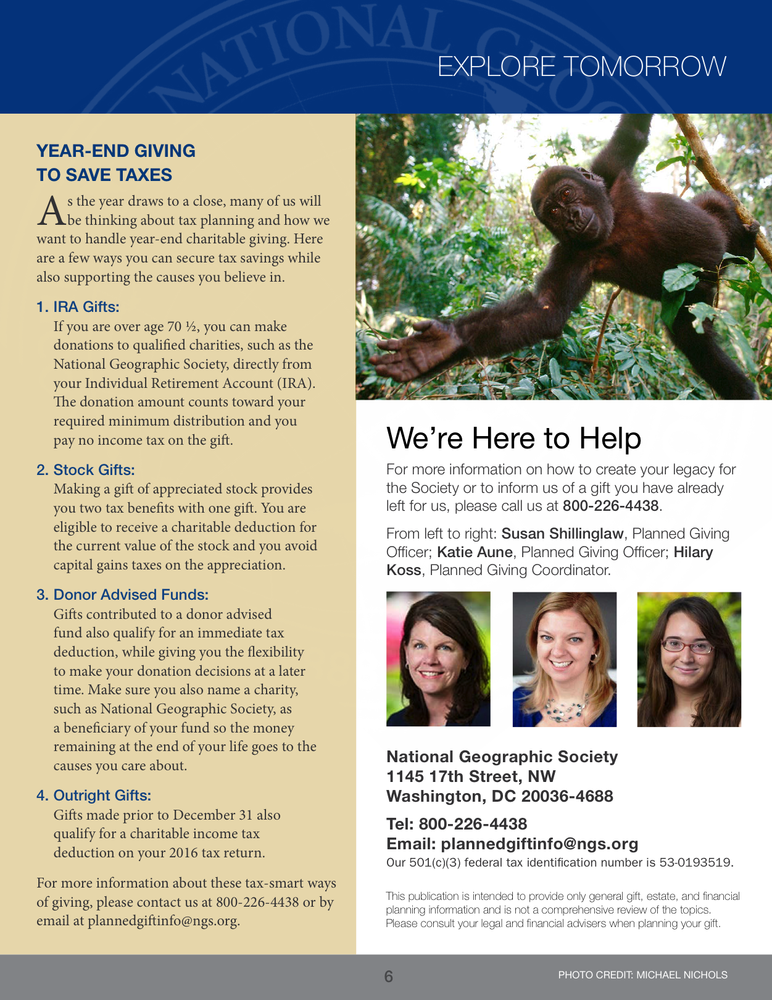 NATIONAL GEOG
EXPLORE TOMORROW
YEAR-END GIVING
TO SAVE TAXES
As the year draws to a close, many of us will
be thinking about tax planning and how we
want to handle year-end charitable giving. Here
are a few ways you can secure tax savings while
also supporting the causes you believe in.
1. IRA Gifts:
If you are over age 70 ½, you can make
donations to qualified charities, such as the
National Geographic Society, directly from
your Individual Retirement Account (IRA).
The donation amount counts toward your
required minimum distribution and you
pay no income tax on the gift.
2. Stock Gifts:
Making a gift of appreciated stock provides
you two tax benefits with one gift. You are
eligible to receive a charitable deduction for
the current value of the stock and you avoid
capital gains taxes on the appreciation.
3. Donor Advised Funds:
Gifts contributed to a donor advised
fund also qualify for an immediate tax
deduction, while giving you the flexibility
to make your donation decisions at a later
time. Make sure you also name a charity,
such as National Geographic Society, as
a beneficiary of your fund so the money
remaining at the end of your life goes to the
causes you care about.
4. Outright Gifts:
Gifts made prior to December 31 also
qualify for a charitable income tax
deduction on your 2016 tax return.
For more information about these tax-smart ways
of giving, please contact us at 800-226-4438 or by
email at plannedgiftinfo@ngs.org.
We're Here to Help
For more information on how to create your legacy for
the Society or to inform us of a gift you have already
left for us, please call us at 800-226-4438.
From left to right: Susan Shillinglaw, Planned Giving
Officer; Katie Aune, Planned Giving Officer; Hilary
Koss, Planned Giving Coordinator.
National Geographic Society
1145 17th Street, NW
Washington, DC 20036-4688
Tel: 800-226-4438
Email: plannedgiftinfo@ngs.org
Our 501(c)(3) federal tax identification number is 53-0193519.
This publication is intended to provide only general gift, estate, and financial
planning information and is not a comprehensive review of the topics.
Please consult your legal and financial advisers when planning your gift.
6
PHOTO CREDIT: MICHAEL NICHOLS